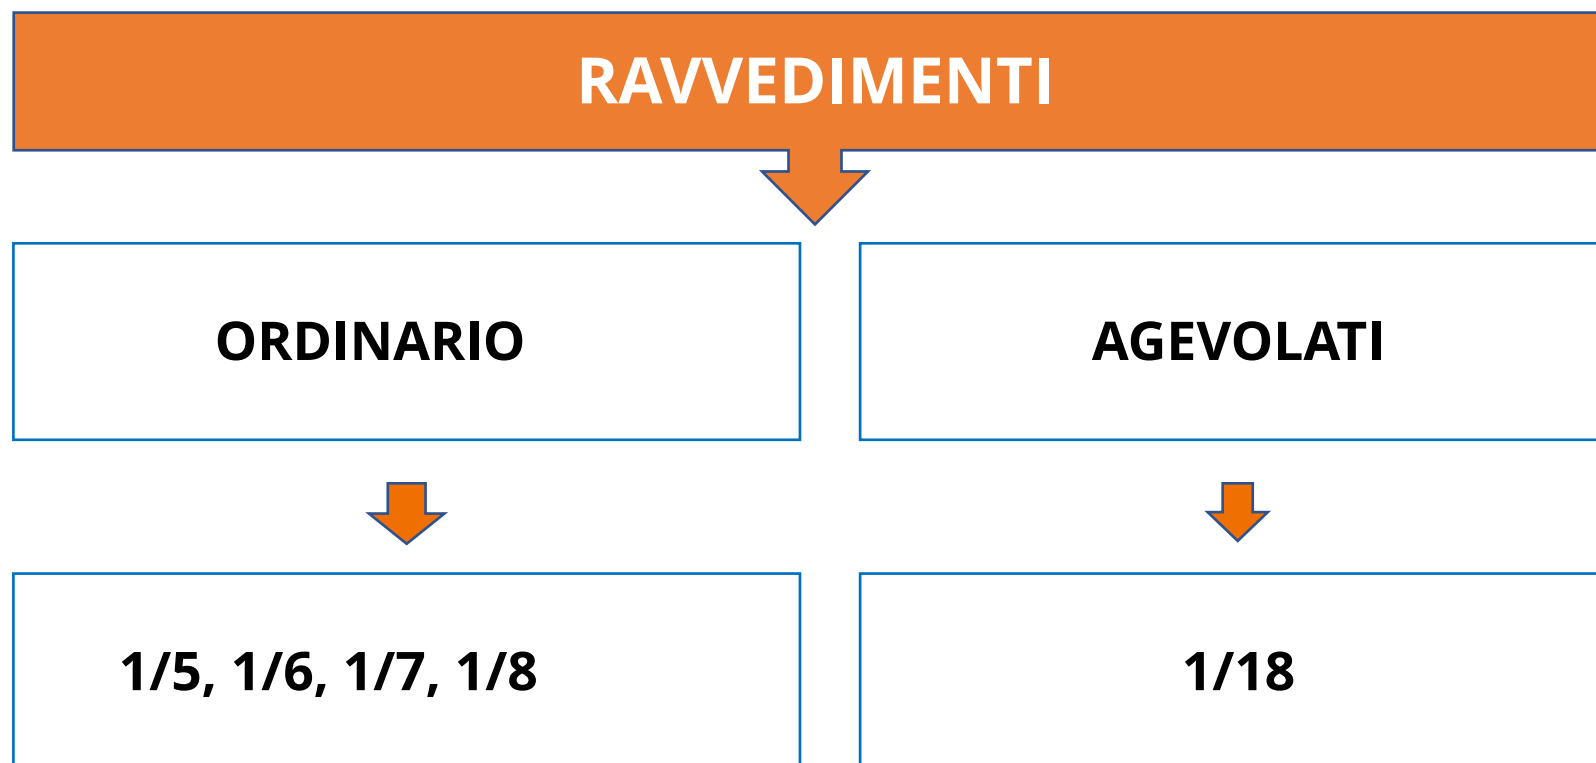 RAVVEDIMENTI
ORDINARIO
AGEVOLATI
1/5, 1/6, 1/7, 1/8
1/18